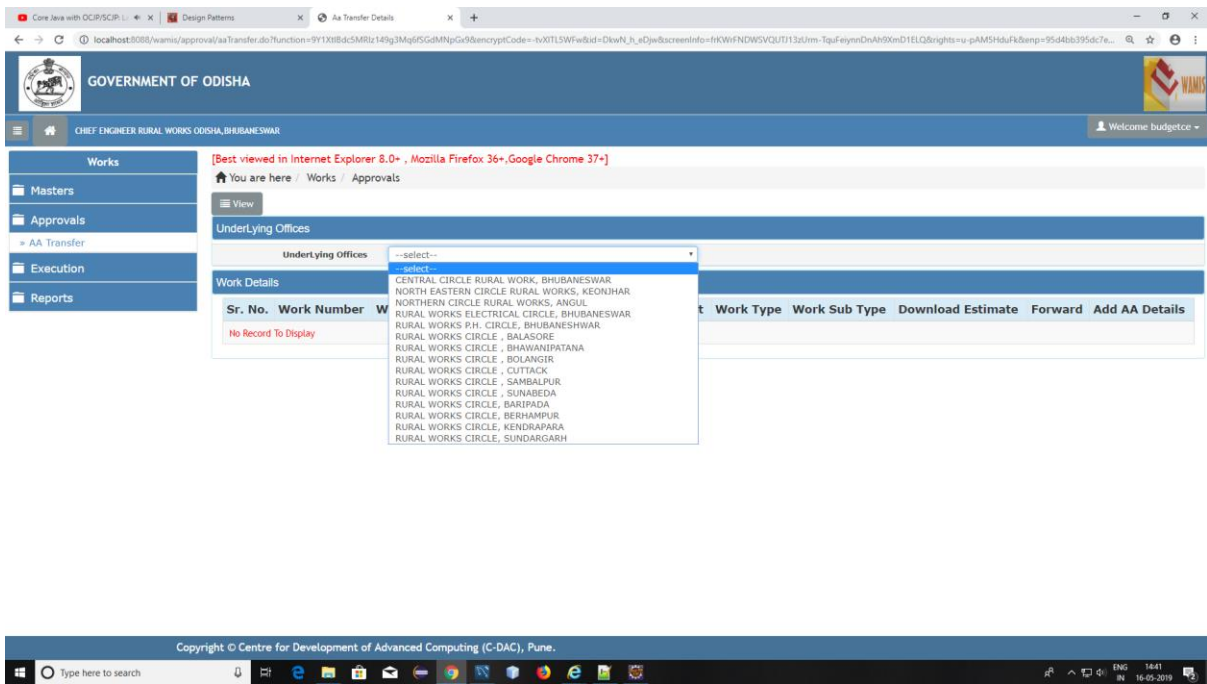 Core Java with OCJP/SCJP: L
Design Patterns
Aa Transfer Details
GOVERNMENT OF ODISHA
WAMIS
CHIEF ENGINEER RURAL WORKS ODISHA,BHUBANESWAR
Welcome budgetce
Works
[Best viewed in Internet Explorer 8.0+ , Mozilla Firefox 36+,Google Chrome 37+]
You are here / Works / Approvals
Masters
View
Approvals
UnderLying Offices
» AA Transfer
UnderLying Offices --select--
Execution
--select--
Work Details
CENTRAL CIRCLE RURAL WORK, BHUBANESWAR
NORTH EASTERN CIRCLE RURAL WORKS, KEONJHAR
Reports
NORTHERN CIRCLE RURAL WORKS, ANGUL
Sr. No. Work Number W t Work Type Work Sub Type Download Estimate Forward Add AA Details
RURAL WORKS ELECTRICAL CIRCLE, BHUBANESWAR
RURAL WORKS P.H. CIRCLE, BHUBANESHWAR
No Record To Display
RURAL WORKS CIRCLE , BALASORE
RURAL WORKS CIRCLE , BHAWANIPATANA
RURAL WORKS CIRCLE , BOLANGIR
RURAL WORKS CIRCLE , CUTTACK
RURAL WORKS CIRCLE , SAMBALPUR
RURAL WORKS CIRCLE , SUNABEDA
RURAL WORKS CIRCLE, BARIPADA
RURAL WORKS CIRCLE, BERHAMPUR
RURAL WORKS CIRCLE, KENDRAPARA
RURAL WORKS CIRCLE, SUNDARGARH
Copyright © Centre for Development of Advanced Computing (C-DAC), Pune.
Type here to search
ENG 14:41
IN 16-05-2019